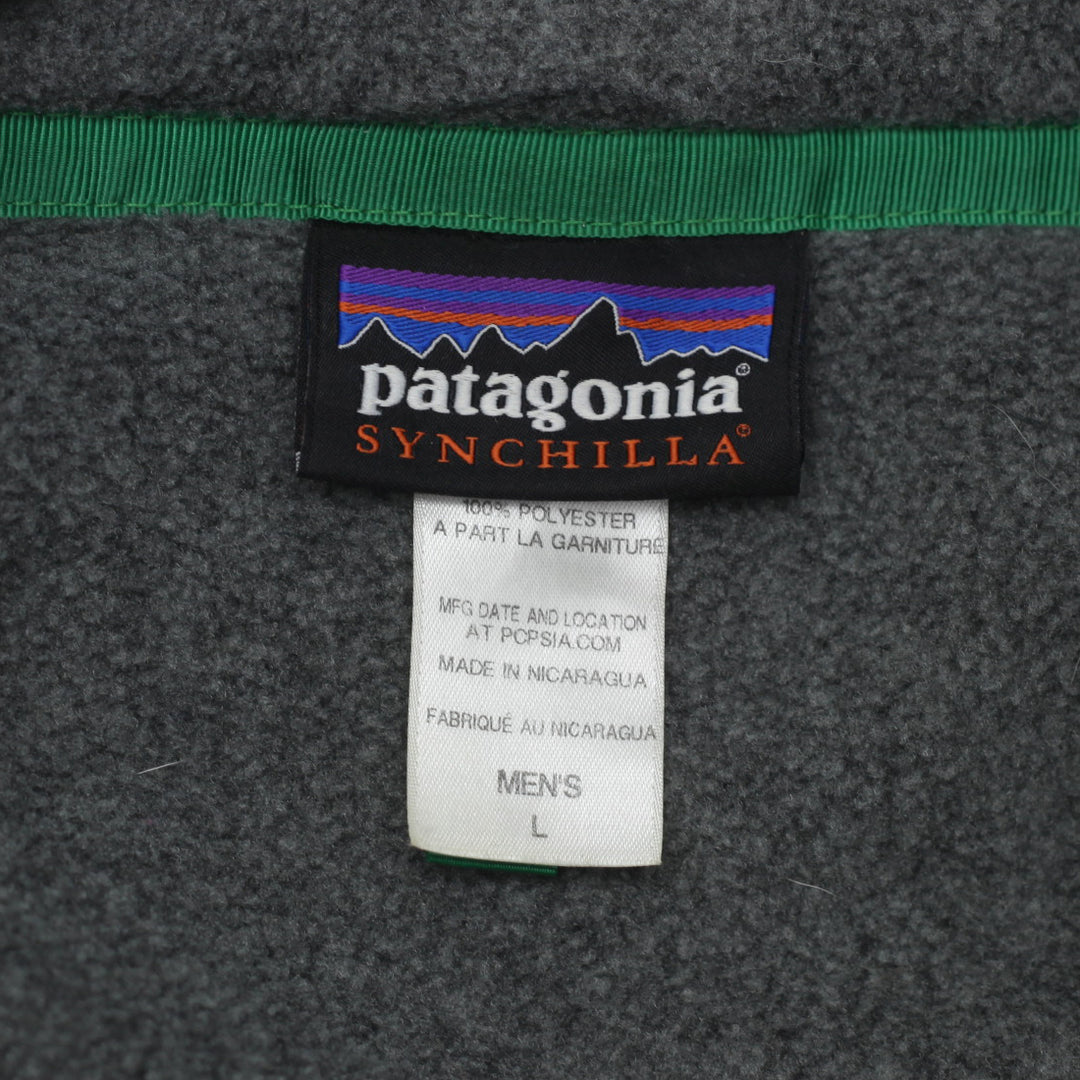 patagonia®
SYNCHILLA®
100% POLYESTER
A PART LA GARNITURE
MFG DATE AND LOCATION
AT PCPSIA.COM
MADE IN NICARAGUA
FABRIQUÉ AU NICARAGUA
MEN'S
L